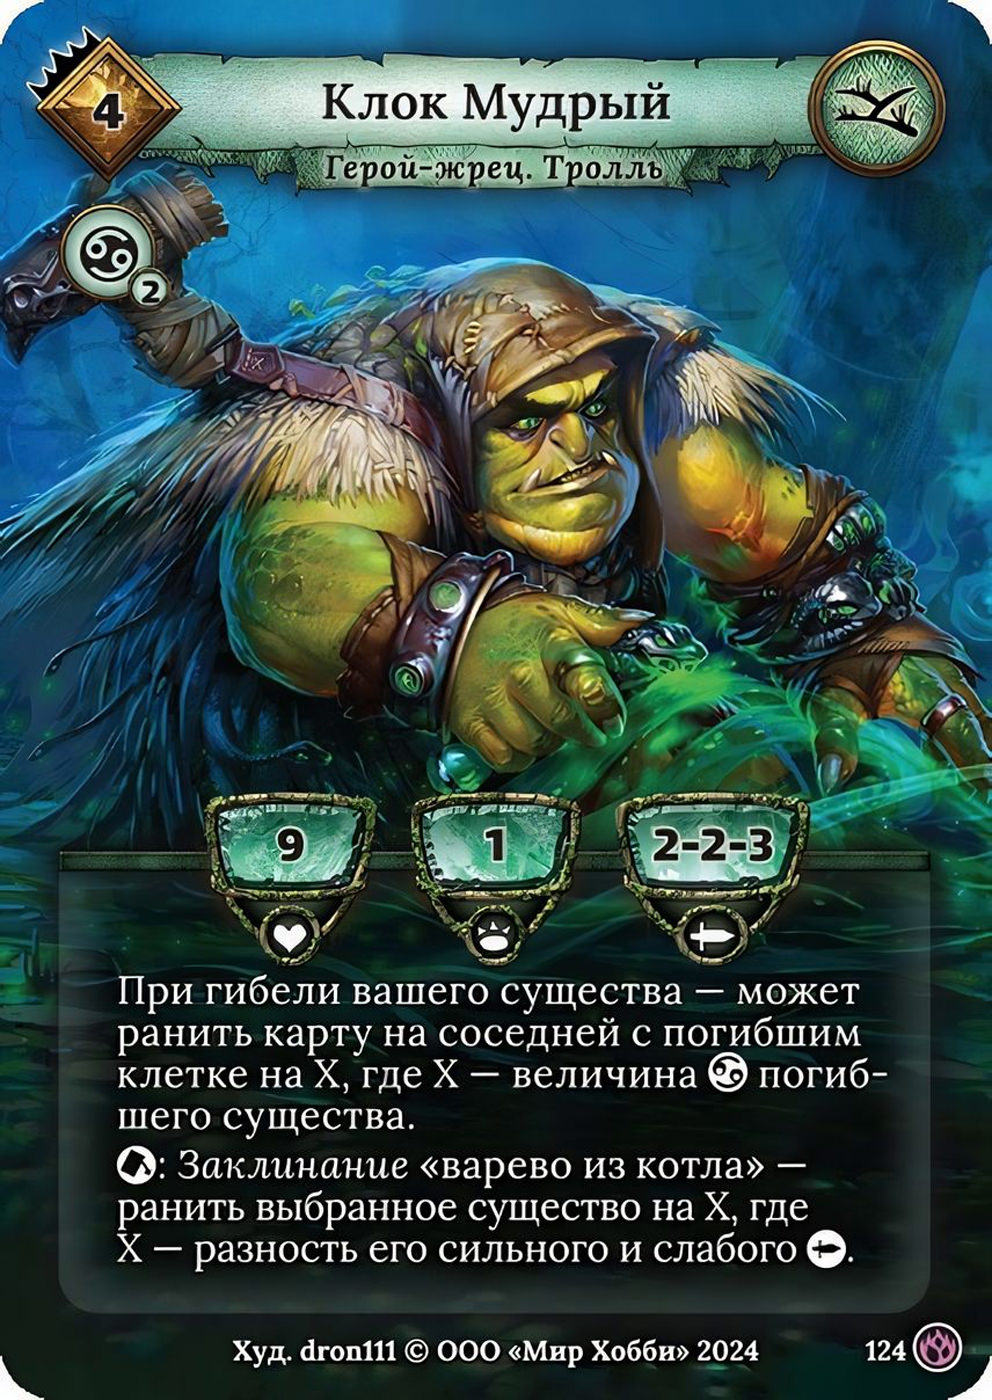 4
Клок Мудрый
Герой-жрец. Тролль
2
9
1
2-2-3
При гибели вашего существа — может
ранить карту на соседней с погибшим
клетке на X, где X — величина погиб-
шего существа.
: Заклинание «варево из котла» —
ранить выбранное существо на X, где
X — разность его сильного и слабого .
Худ. dron111 © ООО «Мир Хобби» 2024
124